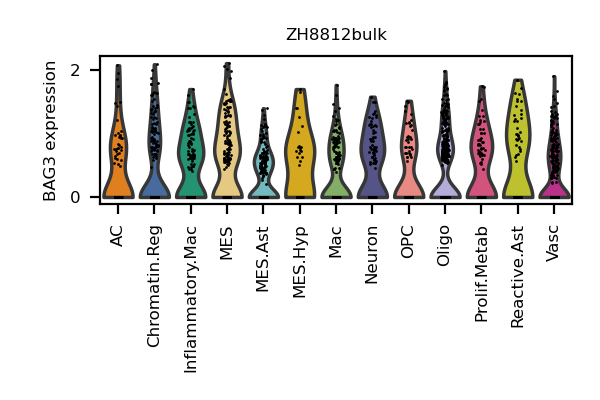 ZH8812bulk
BAG3 expression
2
0
AC
Chromatin.Reg
Inflammatory.Mac
MES
MES.Ast
MES.Hyp
Mac
Neuron
OPC
Oligo
Prolif.Metab
Reactive.Ast
Vasc